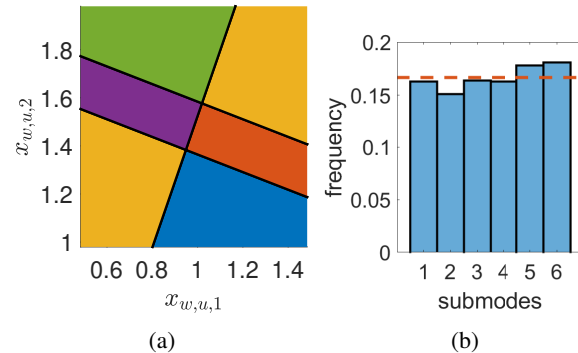 1.8
1.6
1.4
1.2
1
x_{w,u,2}
0.6 0.8 1 1.2 1.4
x_{w,u,1}
(a)
0.2
0.15
0.1
0.05
0
frequency
1 2 3 4 5 6
submodes
(b)